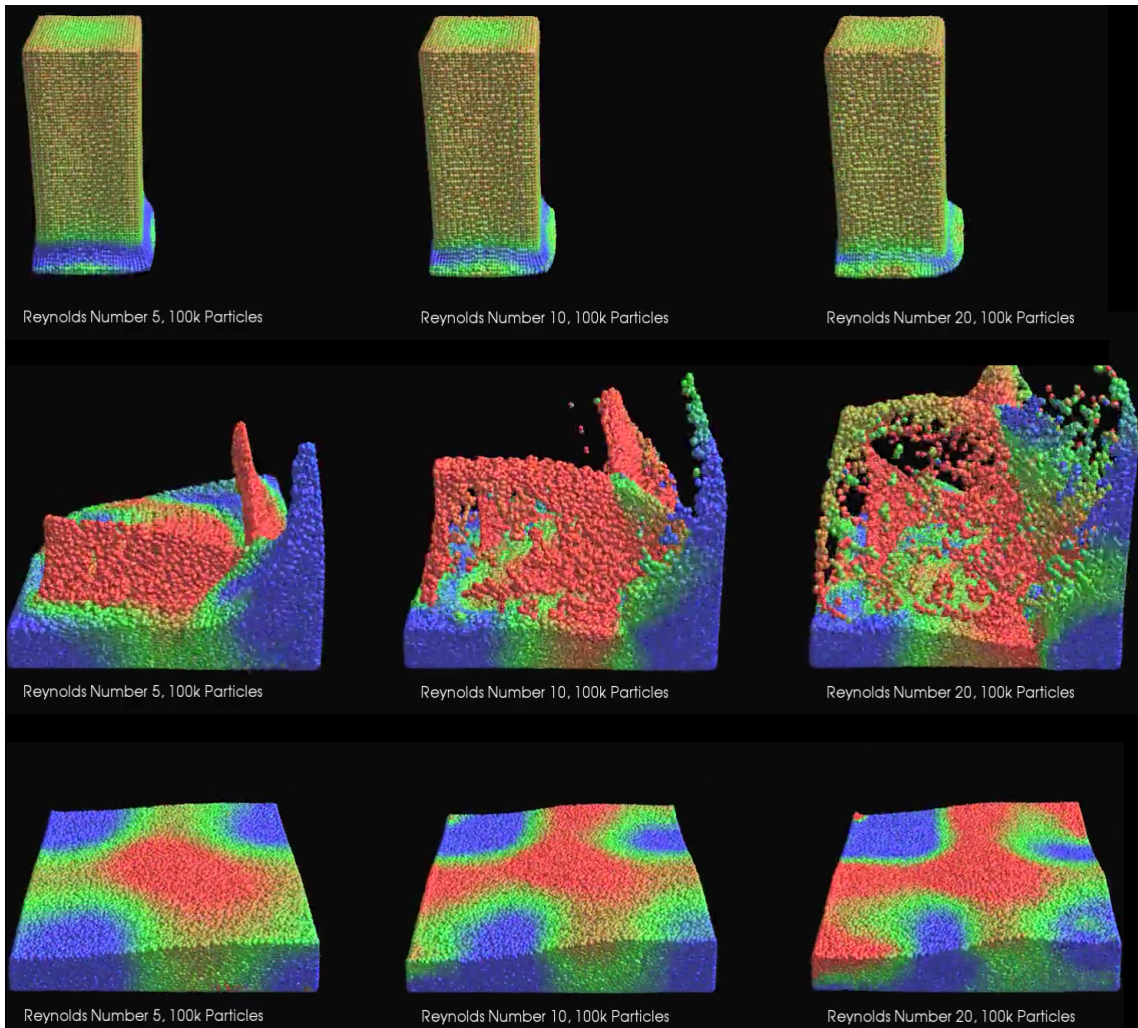 Reynolds Number 5, 100k Particles
Reynolds Number 10, 100k Particles
Reynolds Number 20, 100k Particles
Reynolds Number 5, 100k Particles
Reynolds Number 10, 100k Particles
Reynolds Number 20, 100k Particles
Reynolds Number 5, 100k Particles
Reynolds Number 10, 100k Particles
Reynolds Number 20, 100k Particles